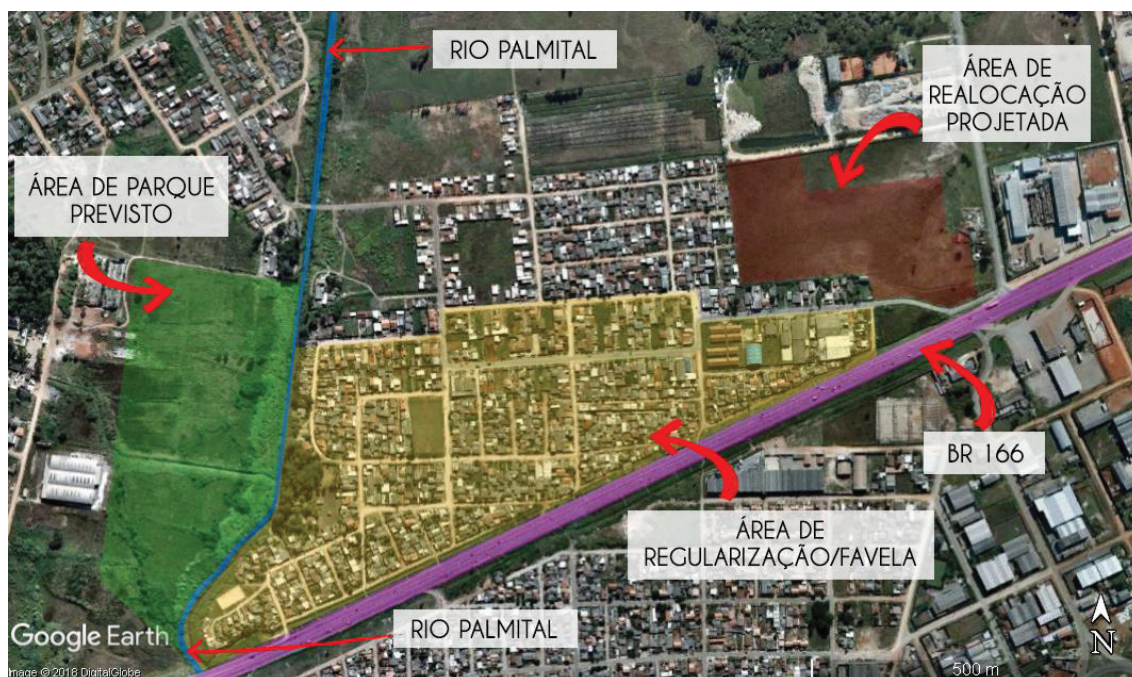 RIO PALMITAL
ÁREA DE
REALOCAÇÃO
PROJETADA
ÁREA DE PARQUE
PREVISTO
BR 166
ÁREA DE
REGULARIZAÇÃO/FAVELA
RIO PALMITAL
Google Earth
N
Image © 2018 DigitalGlobe
500 m